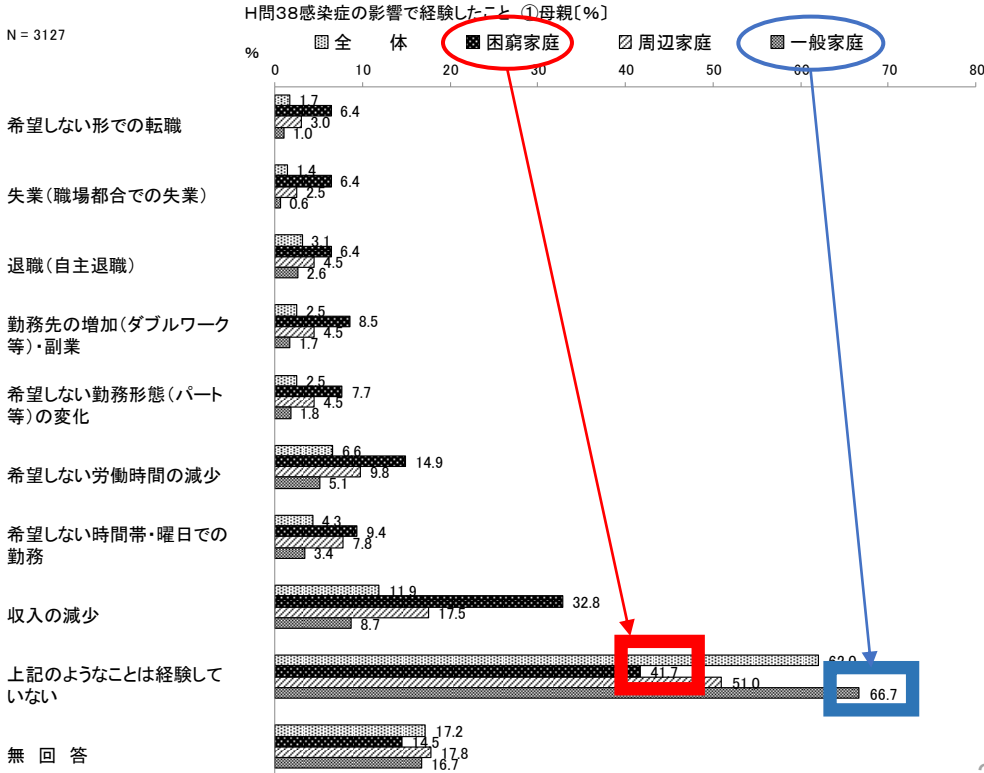 H問38感染症の影響で経験したこと ①母親〔%〕
N = 3127
全 体 困窮家庭 周辺家庭 一般家庭
%
0 10 20 30 40 50 60 70 80
希望しない形での転職
1.7
6.4
3.0
1.0
失業(職場都合での失業)
1.4
6.4
2.5
0.6
退職(自主退職)
3.1
6.4
4.5
2.6
勤務先の増加(ダブルワーク
等)・副業
2.5
8.5
4.5
1.7
希望しない勤務形態(パート
等)の変化
2.5
7.7
4.5
1.8
希望しない労働時間の減少
6.6
14.9
9.8
5.1
希望しない時間帯・曜日での
勤務
4.3
9.4
7.8
3.4
収入の減少
11.9
32.8
17.5
8.7
上記のようなことは経験して
いない
41.7
51.0
66.7
無 回 答
17.2
14.5
17.8
16.7